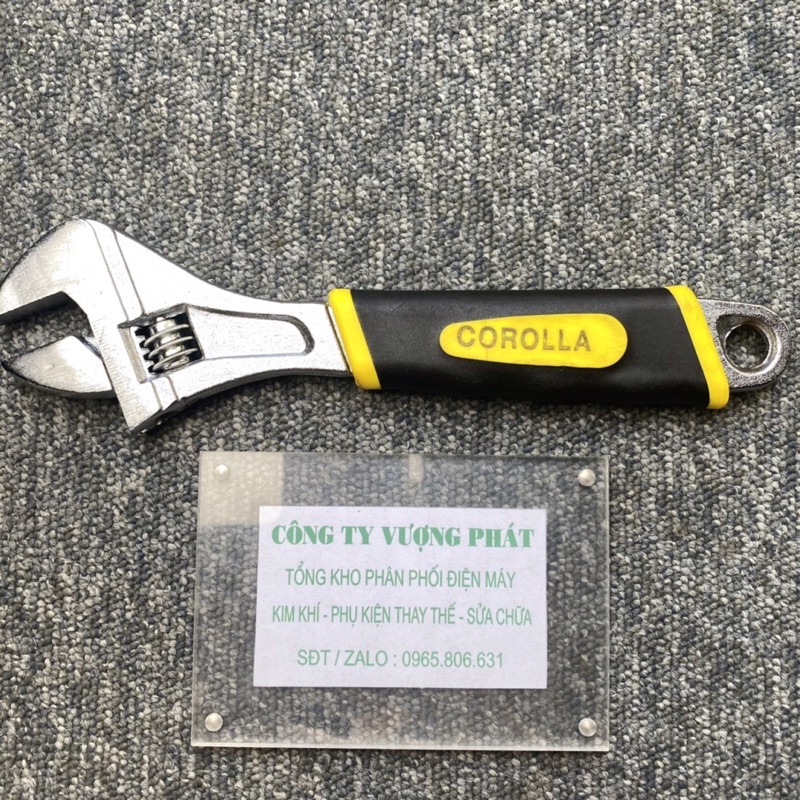 COROLLA
CÔNG TY VƯỢNG PHÁT
TỔNG KHO PHÂN PHỐI ĐIỆN MÁY
KIM KHÍ - PHỤ KIỆN THAY THẾ - SỬA CHỮA
SĐT / ZALO : 0965.806.631